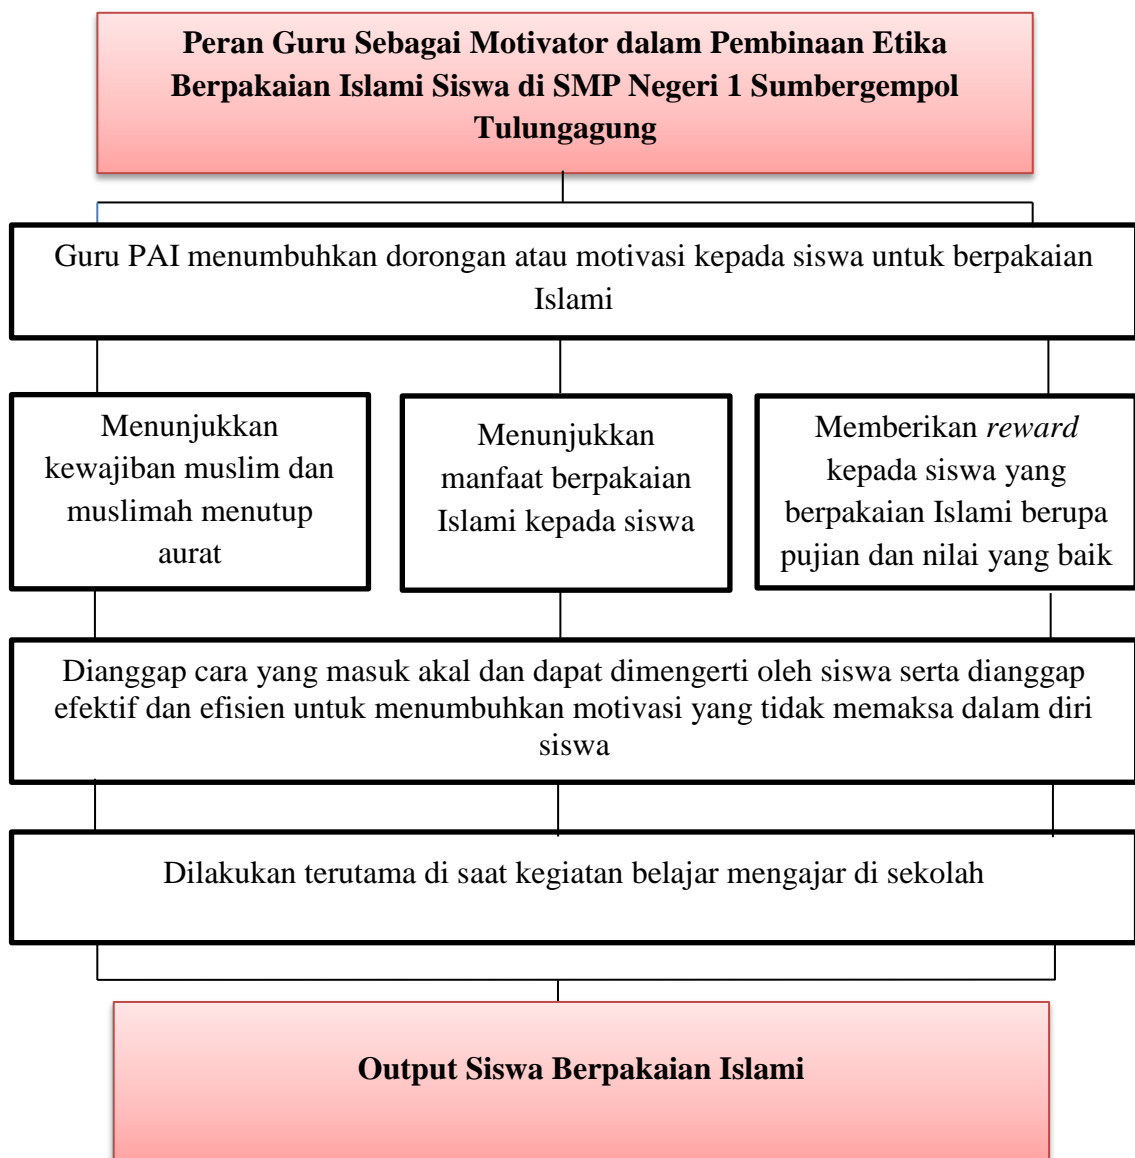 Peran Guru Sebagai Motivator dalam Pembinaan Etika
Berpakaian Islami Siswa di SMP Negeri 1 Sumbergempol
Tulungagung
Guru PAI menumbuhkan dorongan atau motivasi kepada siswa untuk berpakaian
Islami
Menunjukkan
kewajiban muslim dan
muslimah menutup
aurat
Menunjukkan
manfaat berpakaian
Islami kepada siswa
Memberikan reward
kepada siswa yang
berpakaian Islami berupa
pujian dan nilai yang baik
Dianggap cara yang masuk akal dan dapat dimengerti oleh siswa serta dianggap
efektif dan efisien untuk menumbuhkan motivasi yang tidak memaksa dalam diri
siswa
Dilakukan terutama di saat kegiatan belajar mengajar di sekolah
Output Siswa Berpakaian Islami